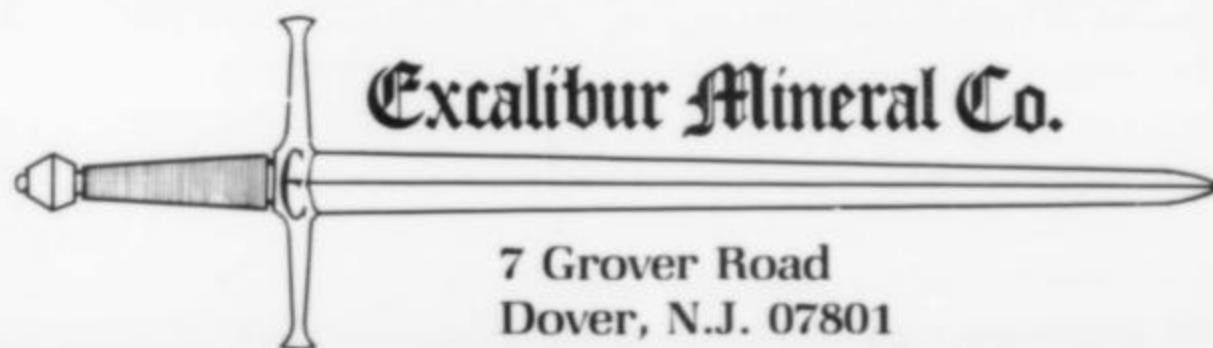 Excalibur Mineral Co.
E
7 Grover Road
Dover, N.J. 07801